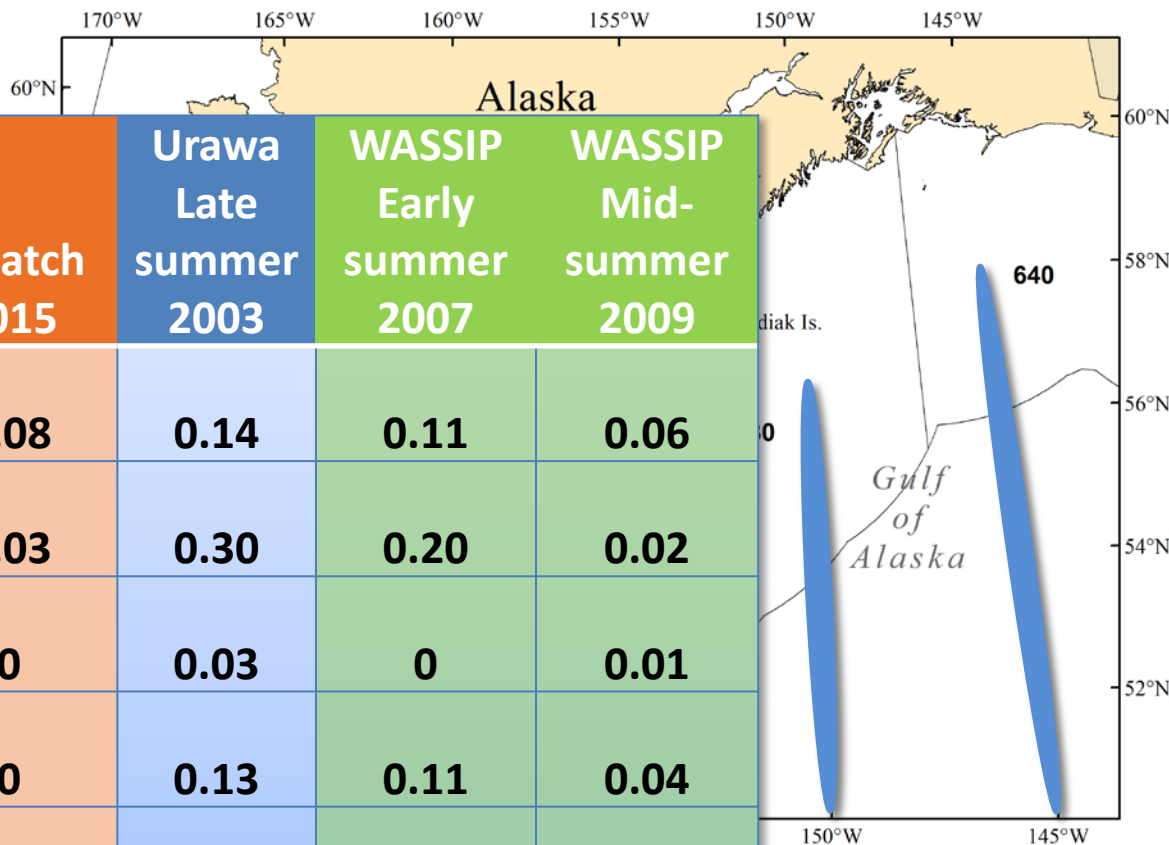 170°W 165°W 160°W 155°W 150°W 145°W
60°N
Alaska
60°N
Urawa Late summer 2003
WASSIP Early summer 2007
WASSIP Mid-summer 2009
58°N
640
0.14 0.11 0.06
56°N
Gulf
of
Alaska
0.30 0.20 0.02
54°N
0 0.03 0 0.01
52°N
0 0.13 0.11 0.04
150°W 145°W